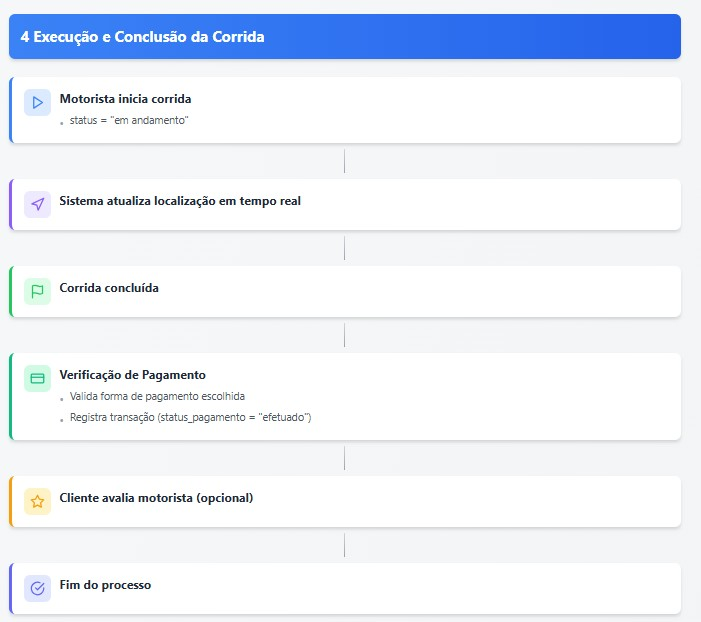 4 Execução e Conclusão da Corrida
Motorista inicia corrida
• status = "em andamento"
Sistema atualiza localização em tempo real
Corrida concluída
Verificação de Pagamento
• Valida forma de pagamento escolhida
• Registra transação (status_pagamento = "efetuado")
Cliente avalia motorista (opcional)
Fim do processo